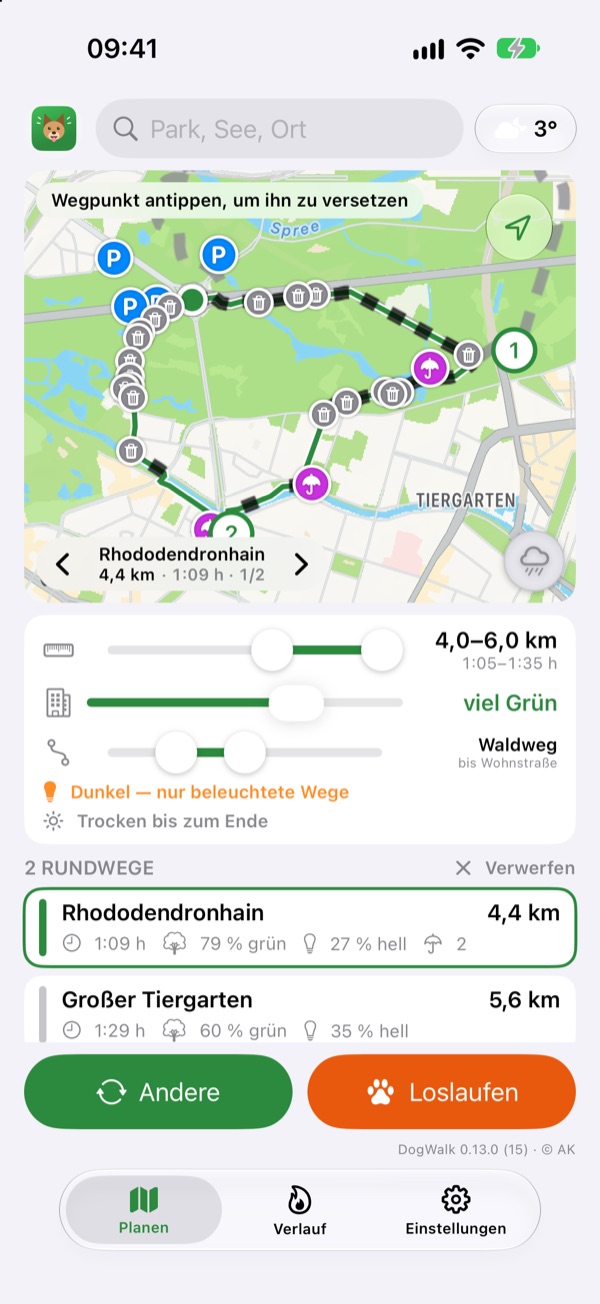 09:41
Park, See, Ort
3°
Wegpunkt antippen, um ihn zu versetzen
Spree
P
P
P
P
1
TIERGARTEN
2
Rhododendronhain
4,4 km · 1:09 h · 1/2
4,0–6,0 km
1:05–1:35 h
viel Grün
Waldweg
bis Wohnstraße
Dunkel — nur beleuchtete Wege
Trocken bis zum Ende
2 RUNDWEGE
Verwerfen
Rhododendronhain 4,4 km
1:09 h 79 % grün 27 % hell 2
Großer Tiergarten 5,6 km
1:29 h 60 % grün 35 % hell
Andere
Loslaufen
DogWalk 0.13.0 (15) · © AK
Planen
Verlauf
Einstellungen